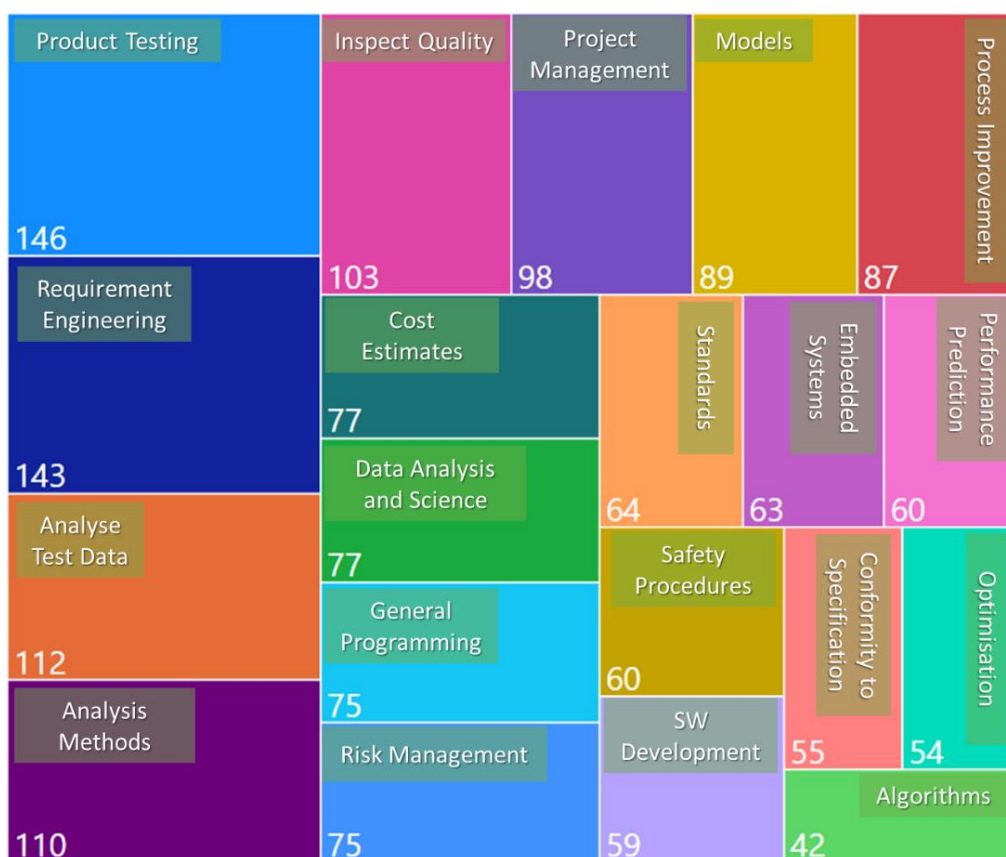 Product Testing
146
Inspect Quality
103
Project
Management
98
Models
89
Process Improvement
87
Requirement
Engineering
143
Cost
Estimates
77
Standards
64
Embedded
Systems
63
Performance
Prediction
60
Data Analysis
and Science
77
Analyse
Test Data
112
Safety
Procedures
60
Conformity to
Specification
55
Optimisation
54
General
Programming
75
Analysis
Methods
110
Risk Management
75
SW
Development
59
Algorithms
42